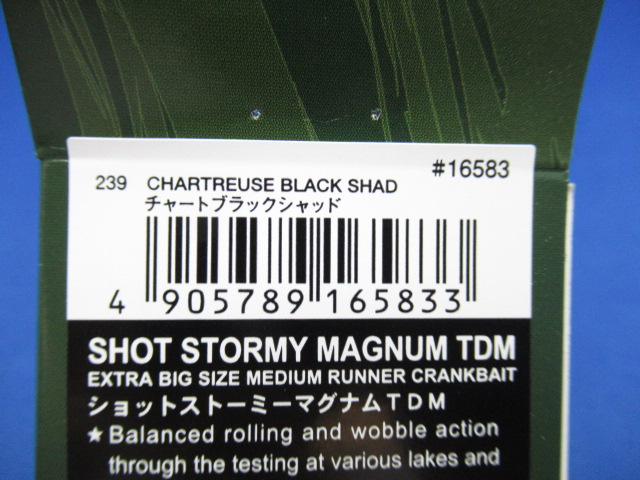 239 CHARTREUSE BLACK SHAD #16583
チャートブラックシャッド
4 905789 165833
SHOT STORMY MAGNUM TDM
EXTRA BIG SIZE MEDIUM RUNNER CRANKBAIT
ショットストーミーマグナムTDM
★ Balanced rolling and wobble action
through the testing at various lakes and